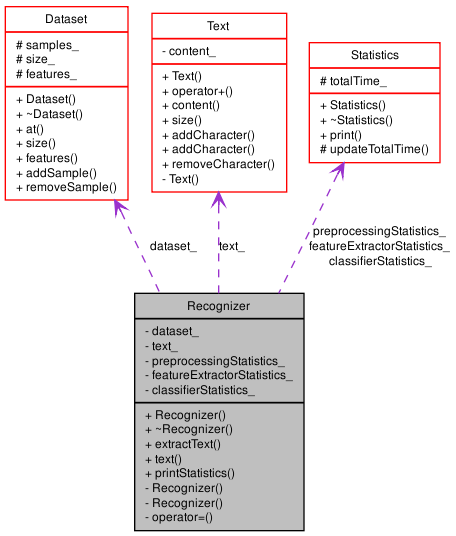 Dataset
# samples_
# size_
# features_
+ Dataset()
+ ~Dataset()
+ at()
+ size()
+ features()
+ addSample()
+ removeSample()
Text
- content_
+ Text()
+ operator+()
+ content()
+ size()
+ addCharacter()
+ addCharacter()
+ removeCharacter()
- Text()
Statistics
# totalTime_
+ Statistics()
+ ~Statistics()
+ print()
# updateTotalTime()
dataset_
text_
preprocessingStatistics_
featureExtractorStatistics_
classifierStatistics_
Recognizer
- dataset_
- text_
- preprocessingStatistics_
- featureExtractorStatistics_
- classifierStatistics_
+ Recognizer()
+ ~Recognizer()
+ extractText()
+ text()
+ printStatistics()
- Recognizer()
- Recognizer()
- operator=()